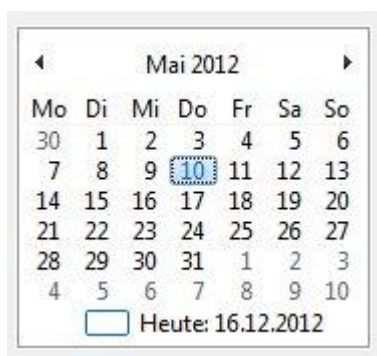 Mai 2012
Mo Di Mi Do Fr Sa So
30 1 2 3 4 5 6
7 8 9 10 11 12 13
14 15 16 17 18 19 20
21 22 23 24 25 26 27
28 29 30 31 1 2 3
4 5 6 7 8 9 10
Heute: 16.12.2012